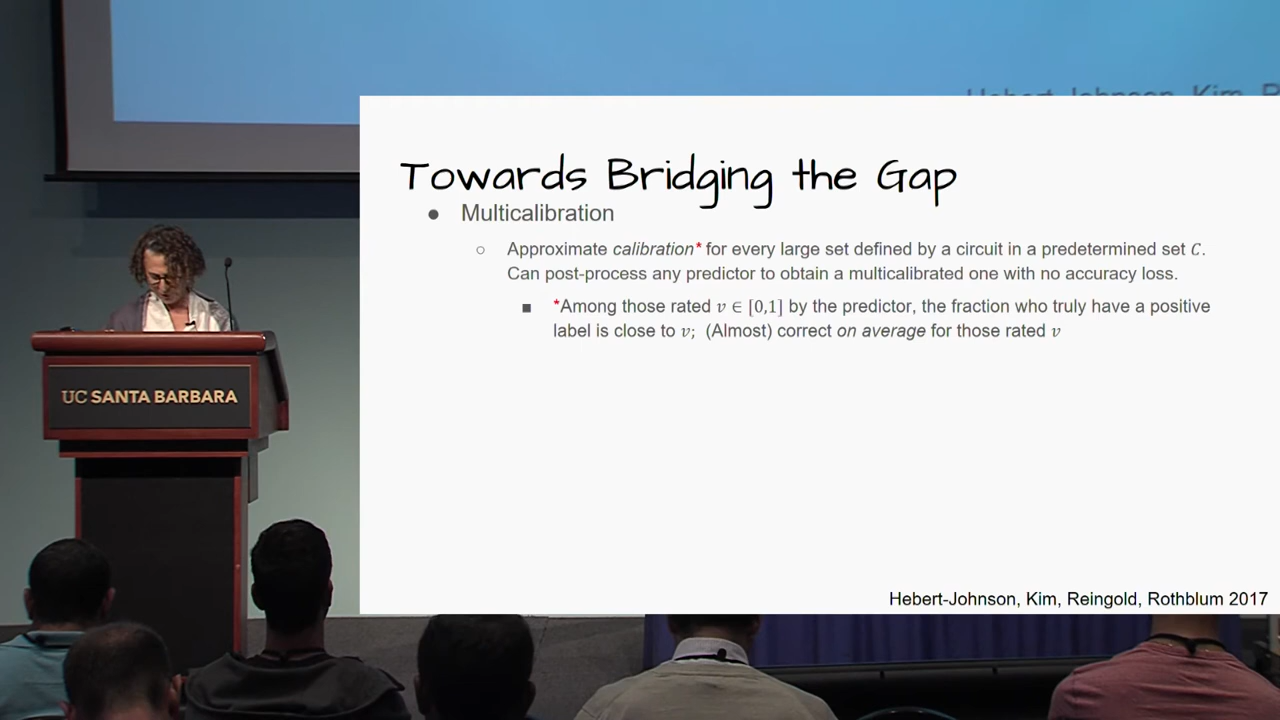 Hebert-Johnson, Kim, R
Towards Bridging the Gap
● Multicalibration
○ Approximate calibration* for every large set defined by a circuit in a predetermined set C.
Can post-process any predictor to obtain a multicalibrated one with no accuracy loss.
■ *Among those rated v ∈ [0,1] by the predictor, the fraction who truly have a positive
label is close to v; (Almost) correct on average for those rated v
UC SANTA BARBARA
Hebert-Johnson, Kim, Reingold, Rothblum 2017